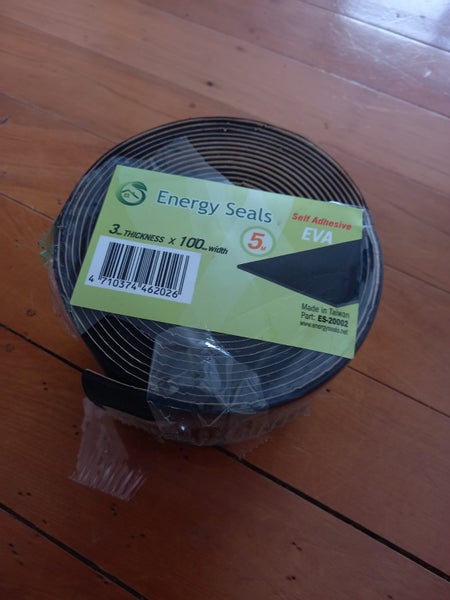 Energy Seals
3mm THICKNESS x 100mm width
5M
Self Adhesive
EVA
4 710374 462026
Made in Taiwan
Part: ES-20002
www.energyseals.net